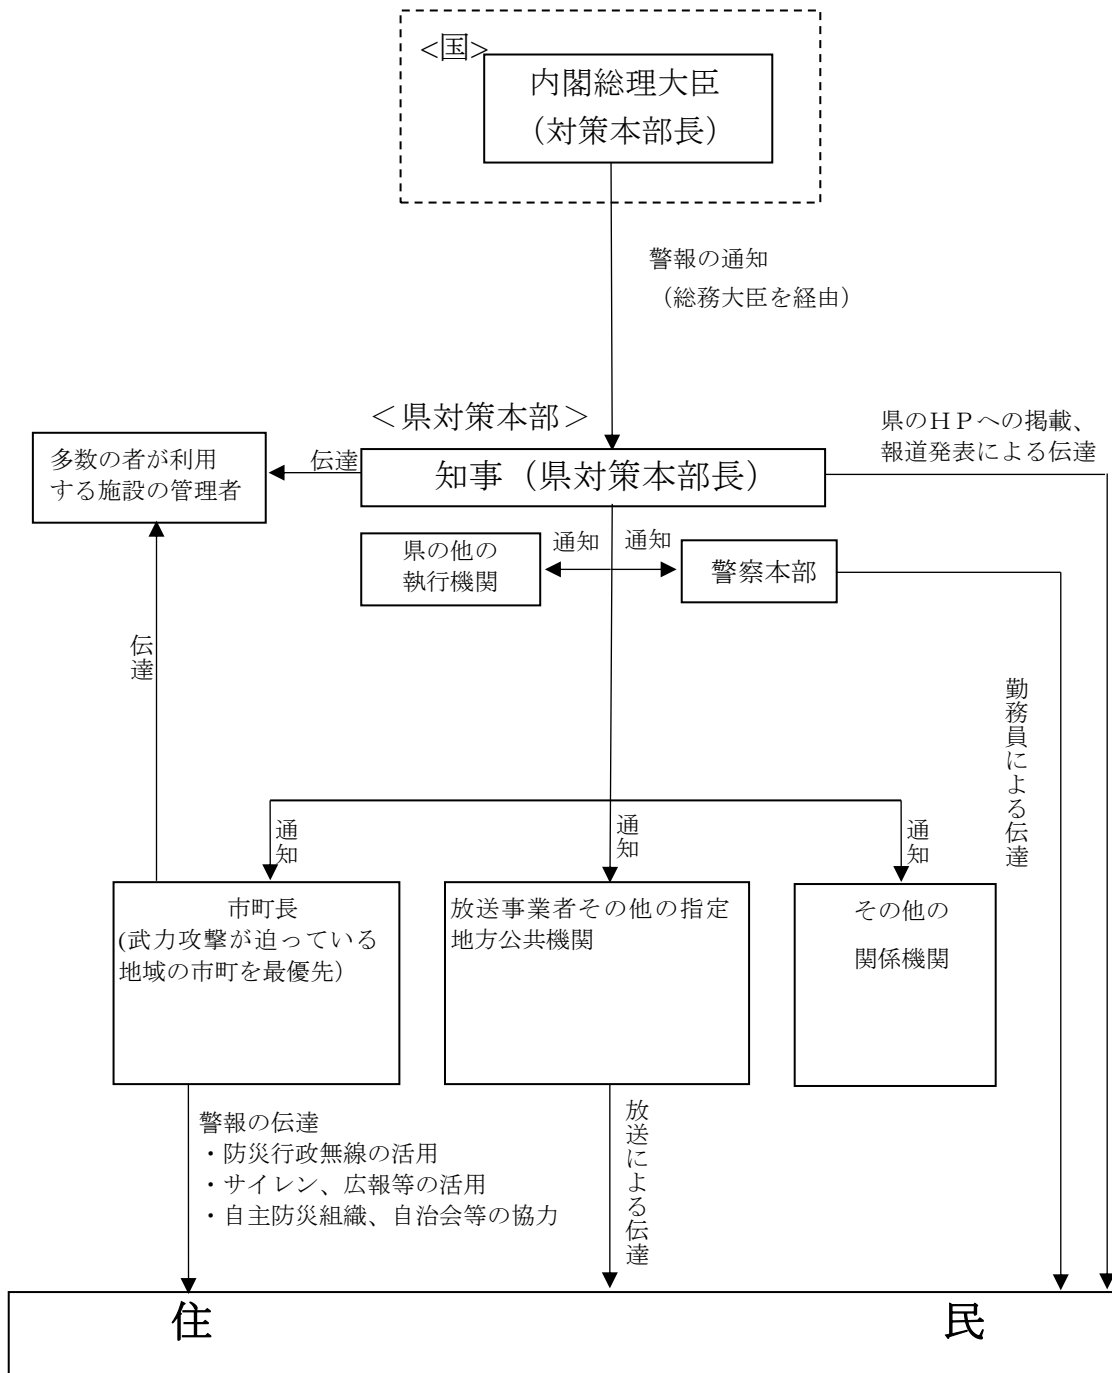 <国>
内閣総理大臣
（対策本部長）
警報の通知
（総務大臣を経由）
＜県対策本部＞
県のＨＰへの掲載、
報道発表による伝達
多数の者が利用
する施設の管理者
伝達
知事（県対策本部長）
県の他の
執行機関
通知
通知
警察本部
伝達
勤務員による伝達
通知
通知
通知
市町長
(武力攻撃が迫っている
地域の市町を最優先）
放送事業者その他の指定
地方公共機関
その他の
関係機関
警報の伝達
・防災行政無線の活用
・サイレン、広報等の活用
・自主防災組織、自治会等の協力
放送による伝達
住 民